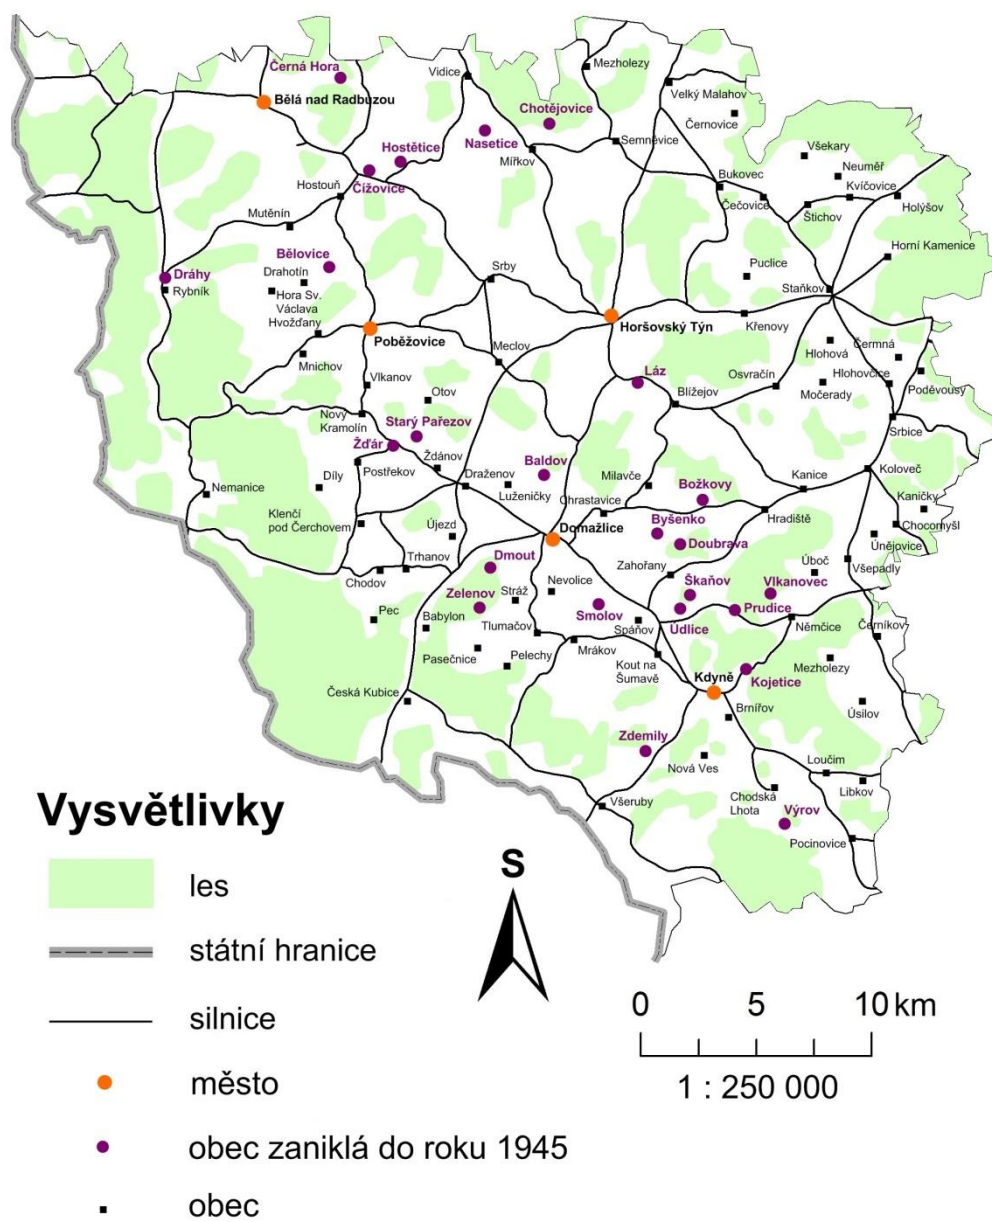 Černá Hora
Bělá nad Radbuzou
Vidice
Mezholezy
Velký Malahov
Chotějovice
Černovice
Nasetice
Hostětice
Semněvice
Všekary
Mířkov
Čížovice
Neuměř
Bukovec
Kvíčovice
Hostouň
Čečovice
Štichov
Holýšov
Mutěnín
Horní Kamenice
Bělovice
Dráhy
Drahotín
Srby
Puclice
Rybník
Hora Sv.
Václava
Staňkov
Hvožďany
Poběžovice
Horšovský Týn
Křenovy
Mnichov
Meclov
Hlohová
Čermná
Vlkanov
Láz
Osvračín
Hlohovčice
Poděvousy
Otov
Blížejov
Močerady
Nový
Kramolín
Starý Pařezov
Srbice
Žďár
Ždánov
Baldov
Postřekov
Koloveč
Díly
Draženov
Milavče
Kanice
Nemanice
Luženičky
Božkovy
Kaničky
Chrastavice
Klenčí
pod Čerchovem
Újezd
Domažlice
Byšenko
Hradiště
Chocomyšl
Doubrava
Únějovice
Trhanov
Dmout
Zahořany
Úboč
Všepadly
Chodov
Nevolice
Škaňov
Vlkanovec
Zelenov
Stráž
Pec
Babylon
Smolov
Údlice
Prudice
Tlumačov
Spáňov
Němčice
Černíkov
Mrákov
Pasečnice
Pelechy
Kout na
Šumavě
Kdyně
Mezholezy
Kojetice
Česká Kubice
Brnířov
Úsilov
Zdemily
Nová Ves
Loučim
Všeruby
Chodská
Lhota
Libkov
Výrov
Pocinovice
Vysvětlivky
les
státní hranice
silnice
město
obec zaniklá do roku 1945
obec
S
0 5 10 km
1 : 250 000